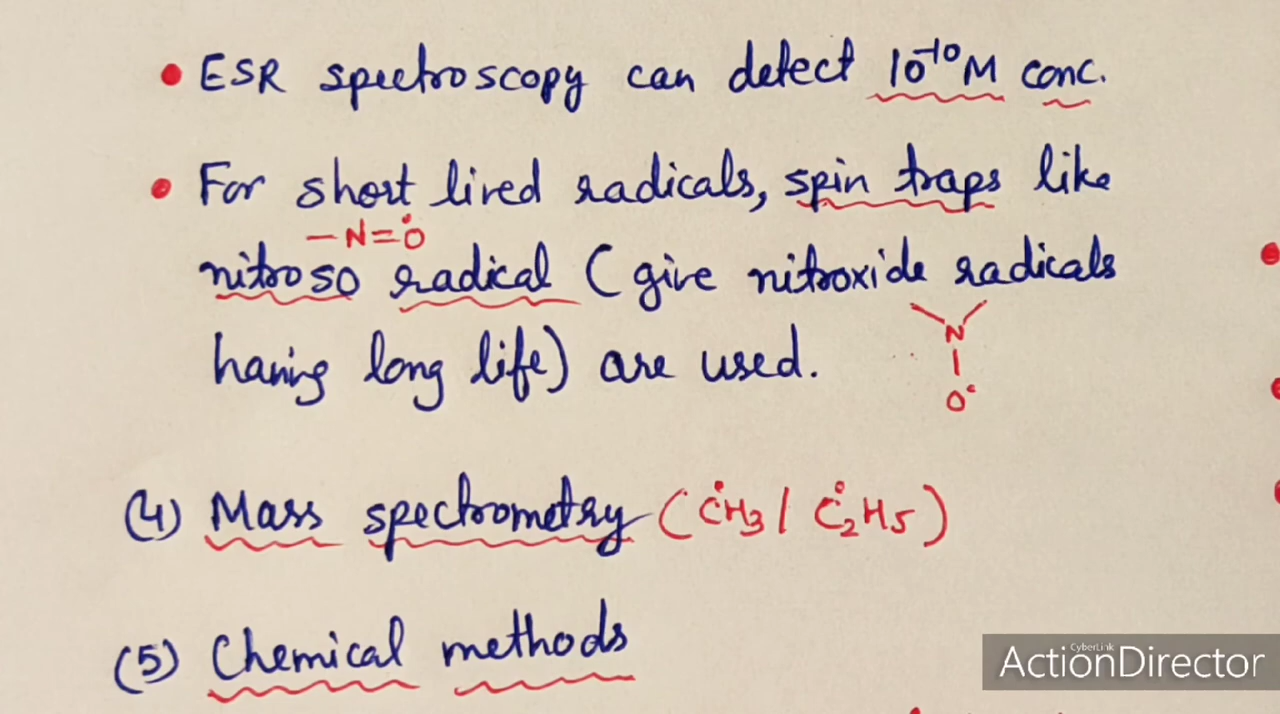 • ESR spectroscopy can detect 10⁻¹⁰M conc.
• For short lived radicals, spin traps like
–N=Ȯ
nitroso radical (give nitroxide radicals
having long life) are used.
N
|
O•
(4) Mass spectrometry (ĊH₃ / Ċ₂H₅)
(5) Chemical methods
CyberLink
ActionDirector